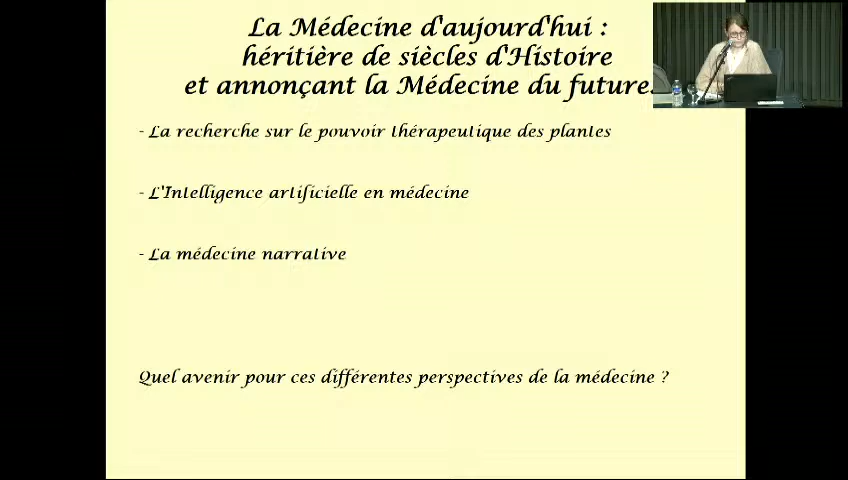 La Médecine d'aujourd'hui :
héritière de siècles d'Histoire
et annonçant la Médecine du future.
- La recherche sur le pouvoir thérapeutique des plantes
- L'Intelligence artificielle en médecine
- La médecine narrative
Quel avenir pour ces différentes perspectives de la médecine ?